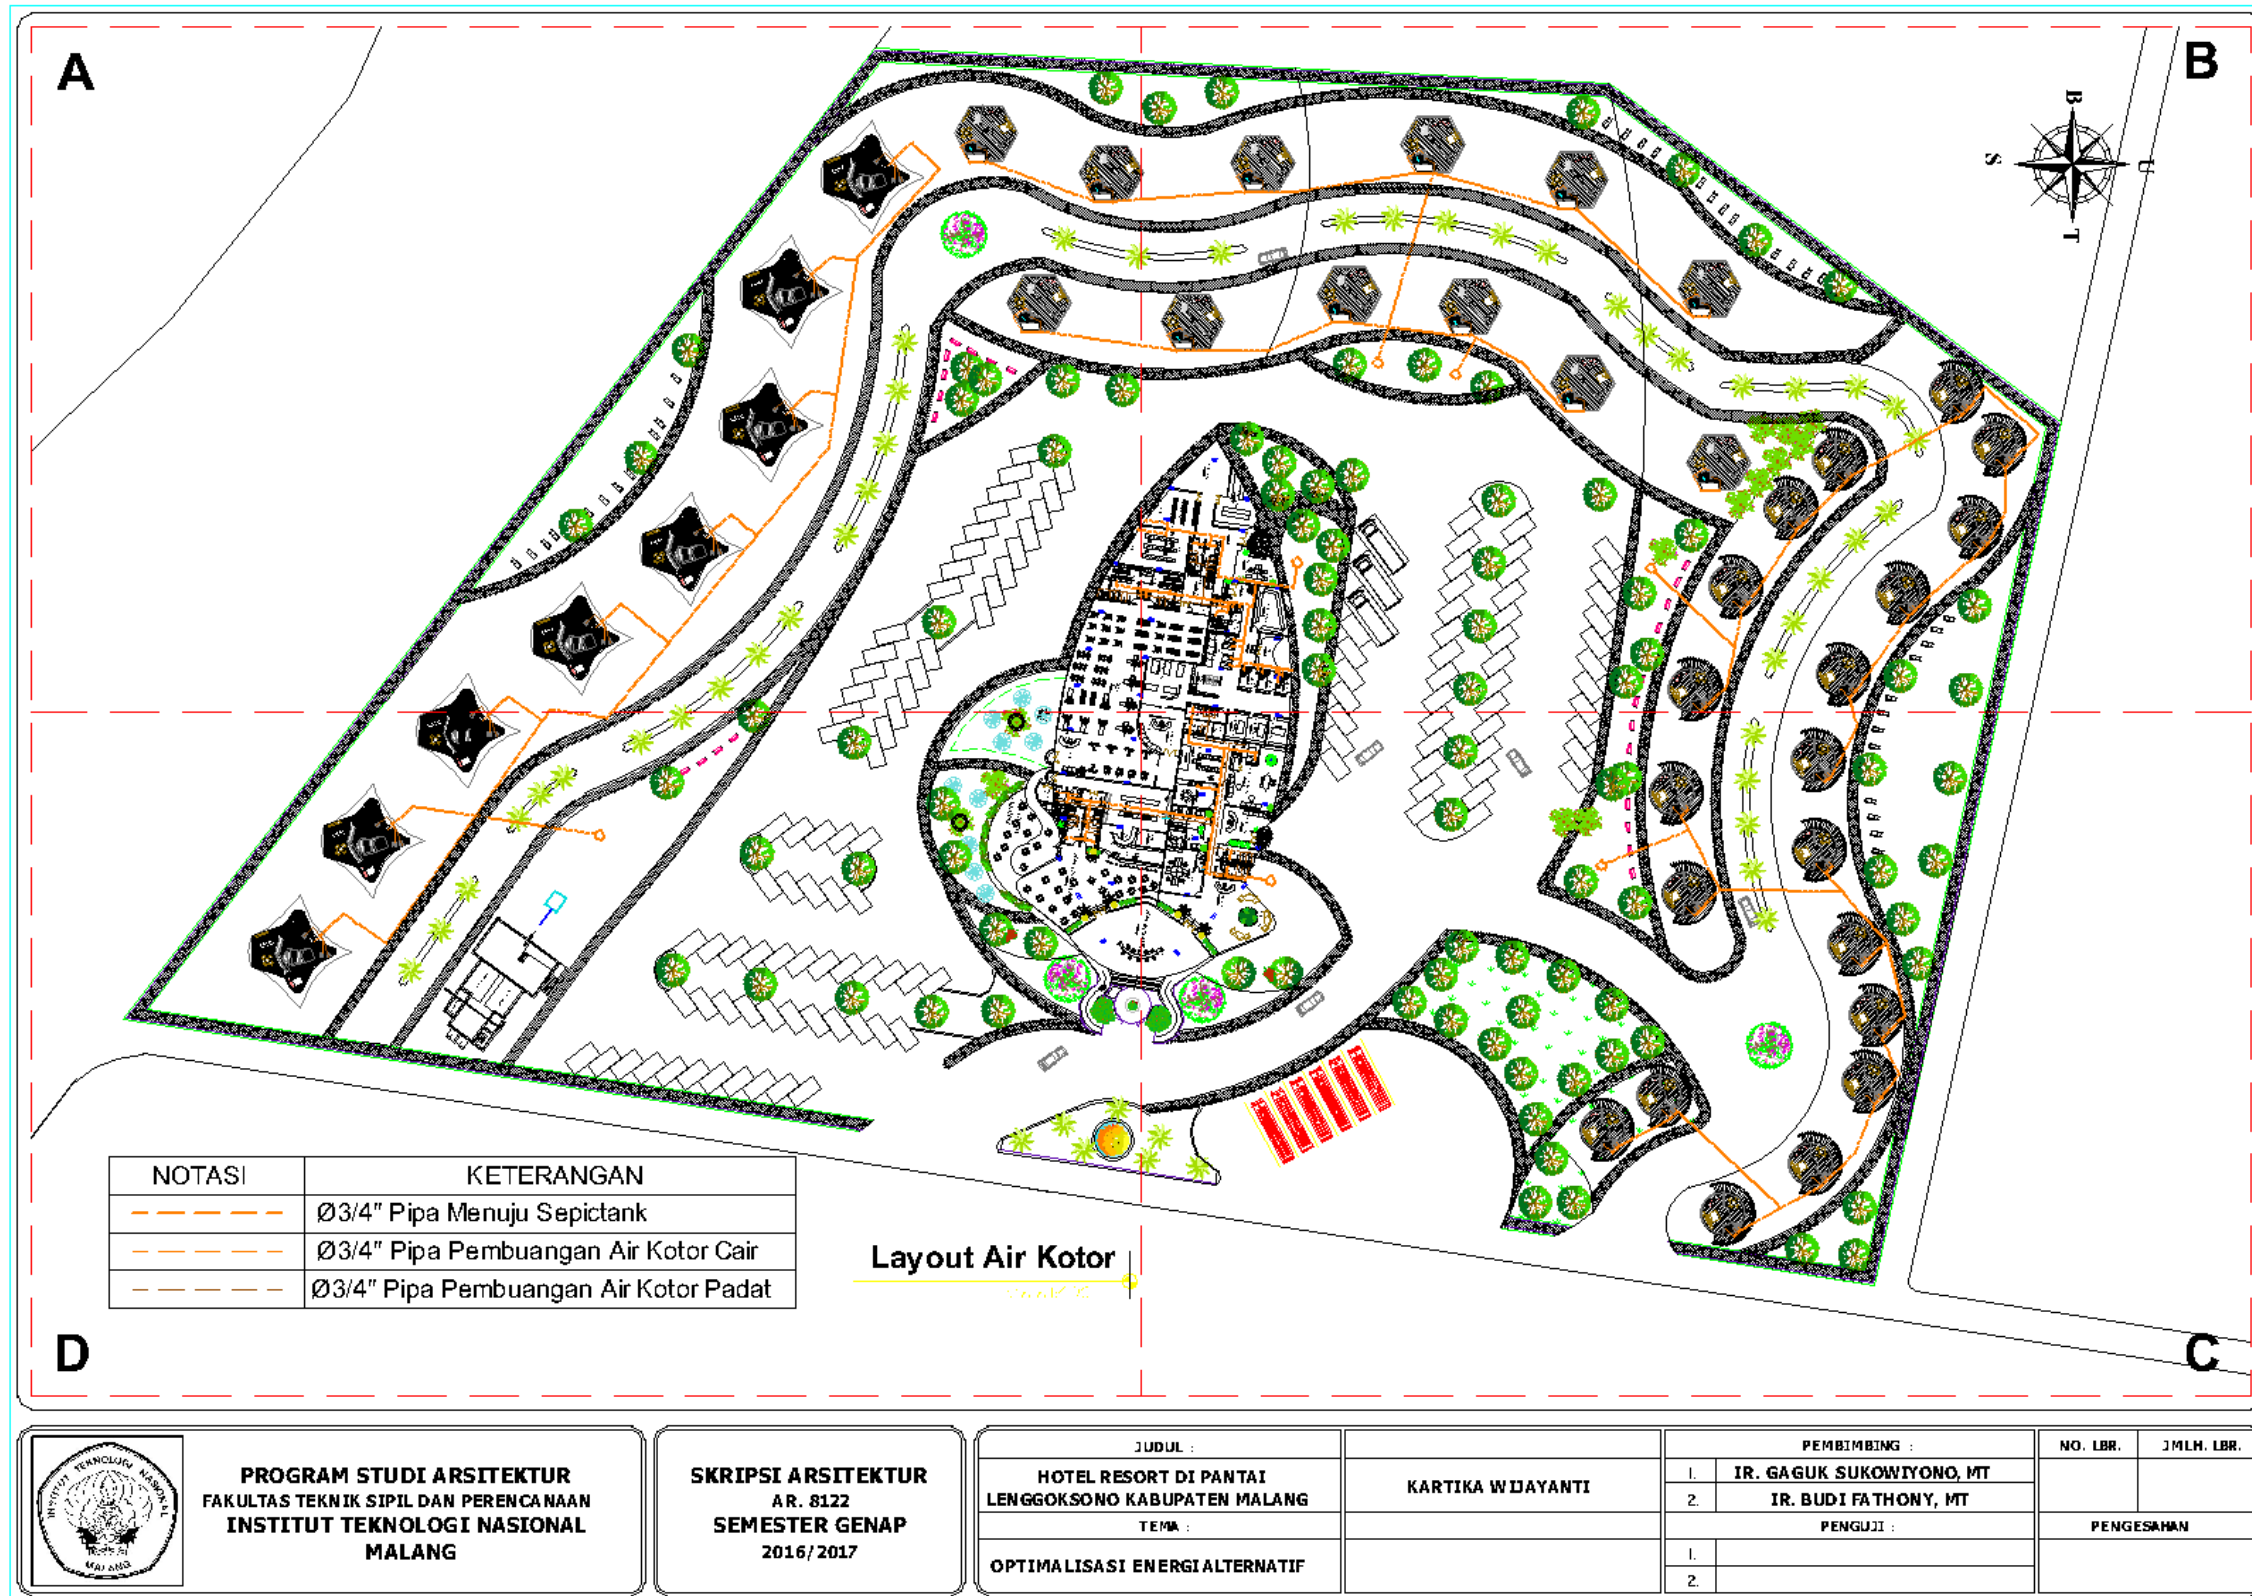 A
B
B
S
U
T
NOTASI KETERANGAN
Ø3/4" Pipa Menuju Sepictank
Ø3/4" Pipa Pembuangan Air Kotor Cair
Ø3/4" Pipa Pembuangan Air Kotor Padat
Layout Air Kotor
D
C
INSTITUT TEKNOLOGI NASIONAL
MALANG
PROGRAM STUDI ARSITEKTUR
FAKULTAS TEKNIK SIPIL DAN PERENCANAAN
INSTITUT TEKNOLOGI NASIONAL
MALANG
SKRIPSI ARSITEKTUR
AR. 8122
SEMESTER GENAP
2016/2017
JUDUL :
HOTEL RESORT DI PANTAI
LENGGOKSONO KABUPATEN MALANG
TEMA :
OPTIMALISASI ENERGI ALTERNATIF
KARTIKA WIJAYANTI
PEMBIMBING :
1. IR. GAGUK SUKOWIYONO, MT
2. IR. BUDI FATHONY, MT
PENGUJI :
1.
2.
NO. LBR. JMLH. LBR.
PENGESAHAN